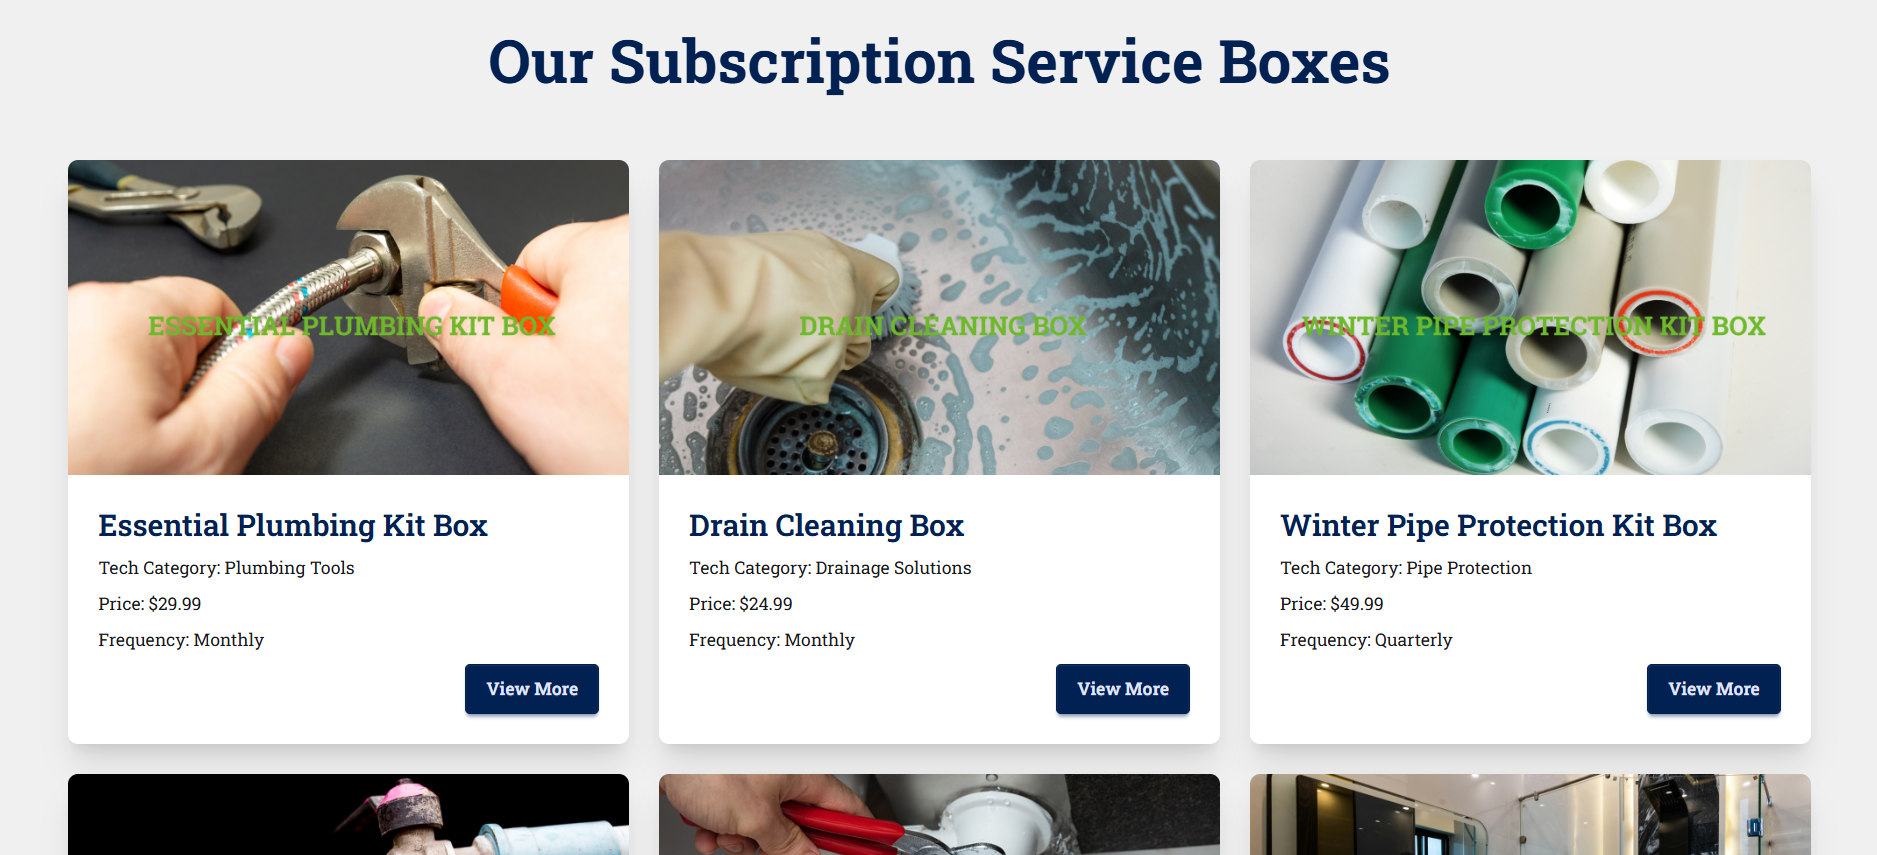 Our Subscription Service Boxes
ESSENTIAL PLUMBING KIT BOX
DRAIN CLEANING BOX
WINTER PIPE PROTECTION KIT BOX
Essential Plumbing Kit Box
Tech Category: Plumbing Tools
Price: $29.99
Frequency: Monthly
View More
Drain Cleaning Box
Tech Category: Drainage Solutions
Price: $24.99
Frequency: Monthly
View More
Winter Pipe Protection Kit Box
Tech Category: Pipe Protection
Price: $49.99
Frequency: Quarterly
View More